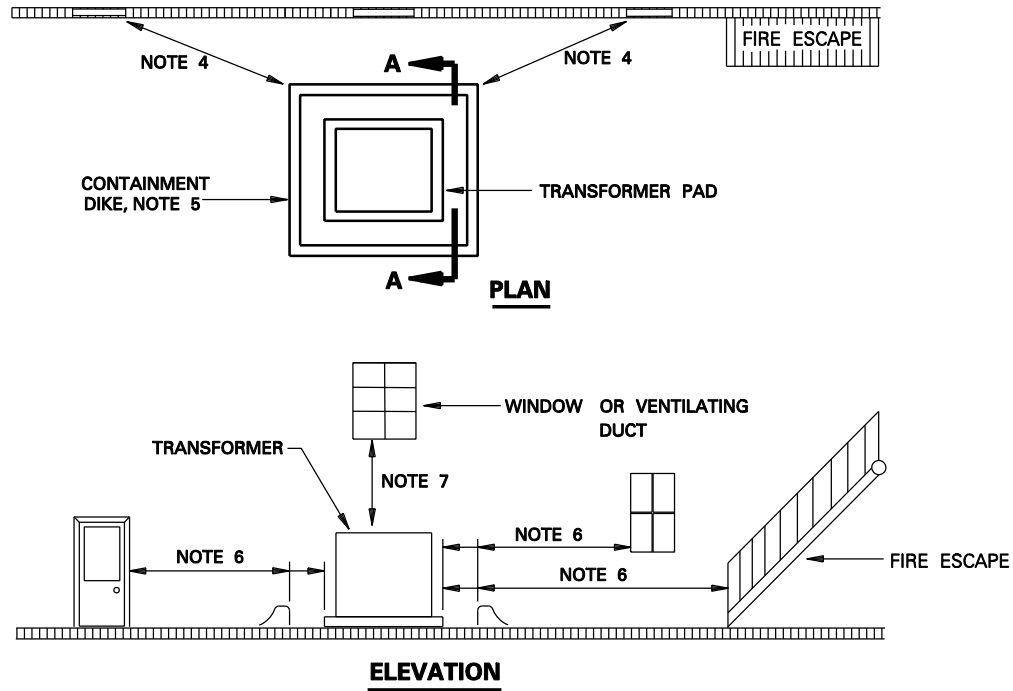 FIRE ESCAPE
NOTE 4
A
NOTE 4
CONTAINMENT
DIKE, NOTE 5
TRANSFORMER PAD
A
PLAN
WINDOW OR VENTILATING
DUCT
TRANSFORMER
NOTE 7
NOTE 6
NOTE 6
NOTE 6
FIRE ESCAPE
ELEVATION